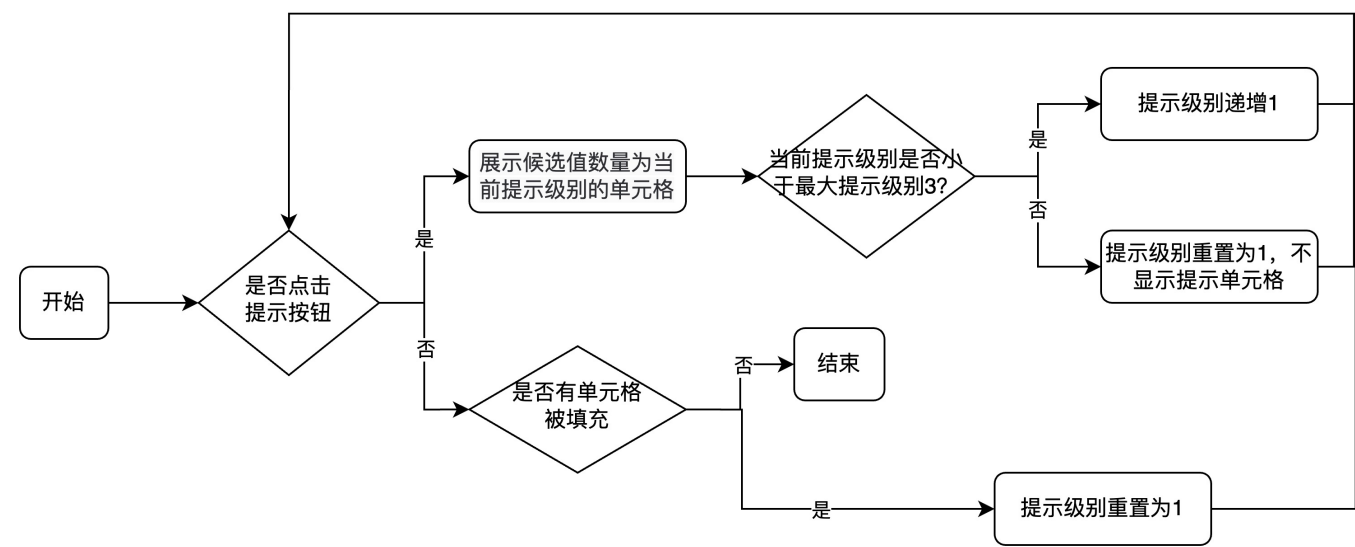 开始
是否点击
提示按钮
是
展示候选值数量为当
前提示级别的单元格
当前提示级别是否小
于最大提示级别3?
是
提示级别递增1
否
提示级别重置为1，不
显示提示单元格
否
是否有单元格
被填充
否
结束
是
提示级别重置为1